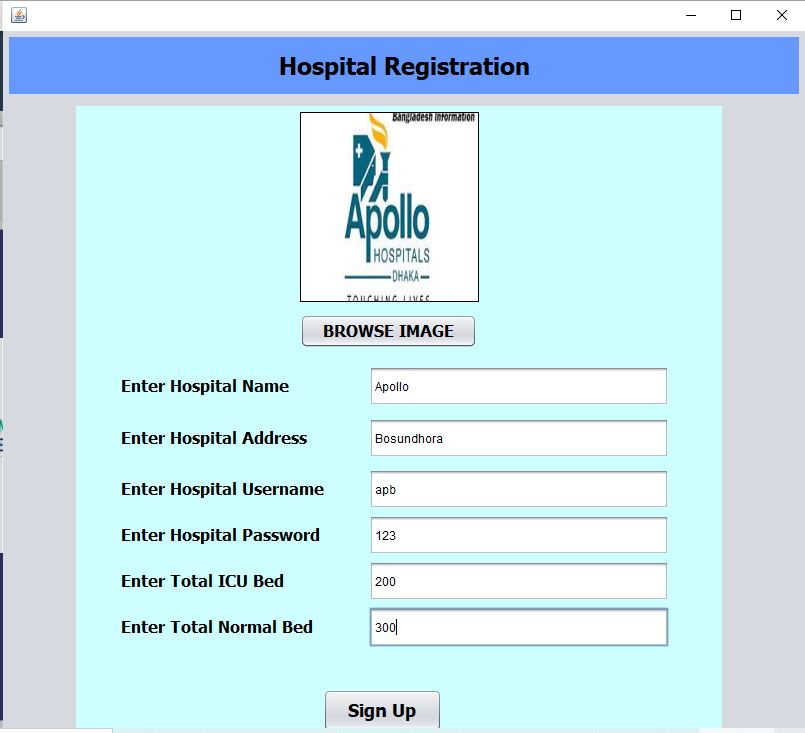 Hospital Registration
Bangladesh Information
Apollo
HOSPITALS
DHAKA
TOUCHING LIVES
BROWSE IMAGE
Enter Hospital Name Apollo
Enter Hospital Address Bosundhora
Enter Hospital Username apb
Enter Hospital Password 123
Enter Total ICU Bed 200
Enter Total Normal Bed 300
Sign Up